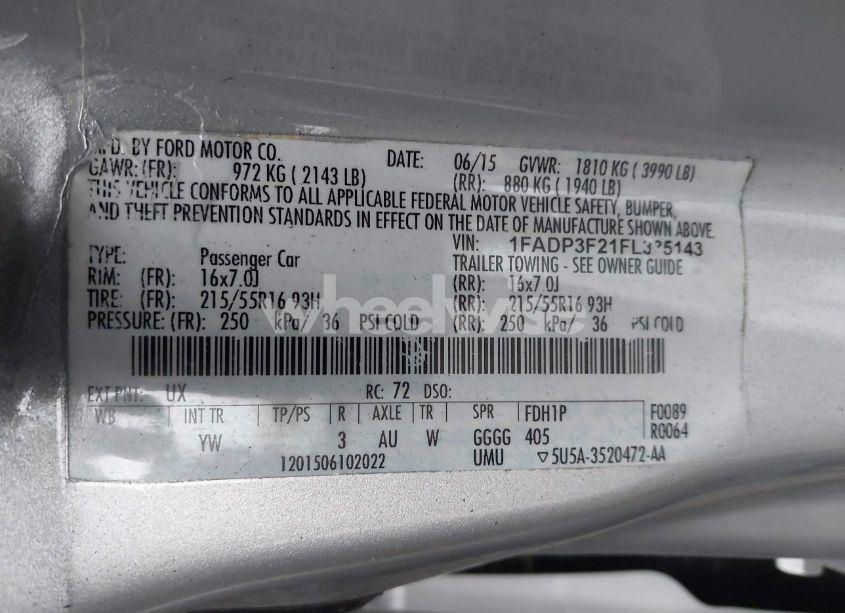 BY FORD MOTOR CO. DATE: 06/15 GVWR: 1810 KG ( 3990 LB)
GAWR: (FR): 972 KG ( 2143 LB) (RR): 880 KG ( 1940 LB)
THIS VEHICLE CONFORMS TO ALL APPLICABLE FEDERAL MOTOR VEHICLE SAFETY, BUMPER,
AND THEFT PREVENTION STANDARDS IN EFFECT ON THE DATE OF MANUFACTURE SHOWN ABOVE.
VIN:
TYPE: Passenger Car TRAILER TOWING - SEE OWNER GUIDE
RIM: (FR): 16x7.0J (RR): 16x7.0J
TIRE: (FR): 215/55R16 93H (RR): 215/55R16 93H
PRESSURE: (FR): 250 kPa/ 36 PSI COLD (RR): 250 kPa/ 36 PSI COLD
EXT PNT: UX RC: 72 DSO:
WB INT TR TP/PS R AXLE TR SPR FDH1P F0089
YW 3 AU W GGGG 405 R0064
1201506102022 UMU ▽5U5A-3520472-AA